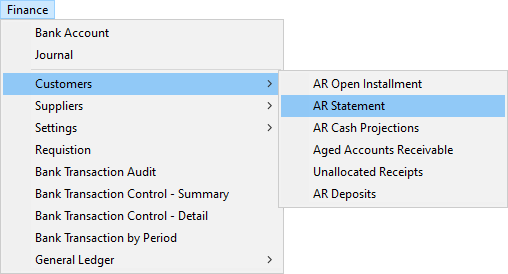 Finance
Bank Account
Journal
Customers
Suppliers
Settings
Requistion
Bank Transaction Audit
Bank Transaction Control - Summary
Bank Transaction Control - Detail
Bank Transaction by Period
General Ledger
AR Open Installment
AR Statement
AR Cash Projections
Aged Accounts Receivable
Unallocated Receipts
AR Deposits